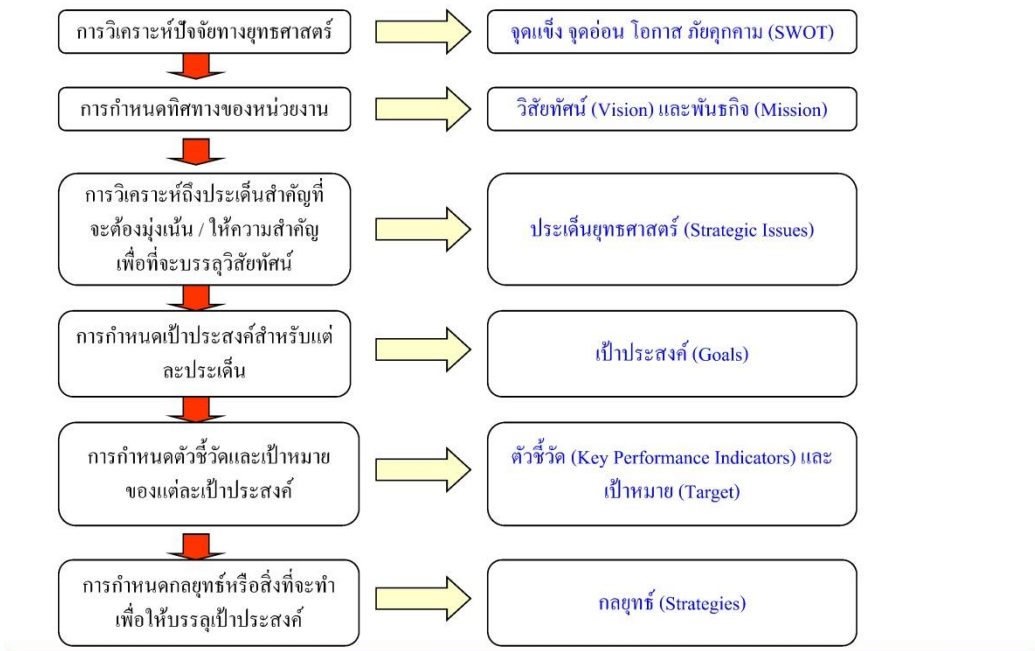 การวิเคราะห์ปัจจัยทางยุทธศาสตร์
จุดแข็ง จุดอ่อน โอกาส ภัยคุกคาม (SWOT)
การกำหนดทิศทางของหน่วยงาน
วิสัยทัศน์ (Vision) และพันธกิจ (Mission)
การวิเคราะห์ถึงประเด็นสำคัญที่
จะต้องมุ่งเน้น / ให้ความสำคัญ
เพื่อที่จะบรรลุวิสัยทัศน์
ประเด็นยุทธศาสตร์ (Strategic Issues)
การกำหนดเป้าประสงค์สำหรับแต่
ละประเด็น
เป้าประสงค์ (Goals)
การกำหนดตัวชี้วัดและเป้าหมาย
ของแต่ละเป้าประสงค์
ตัวชี้วัด (Key Performance Indicators) และ
เป้าหมาย (Target)
การกำหนดกลยุทธ์หรือสิ่งที่จะทำ
เพื่อให้บรรลุเป้าประสงค์
กลยุทธ์ (Strategies)